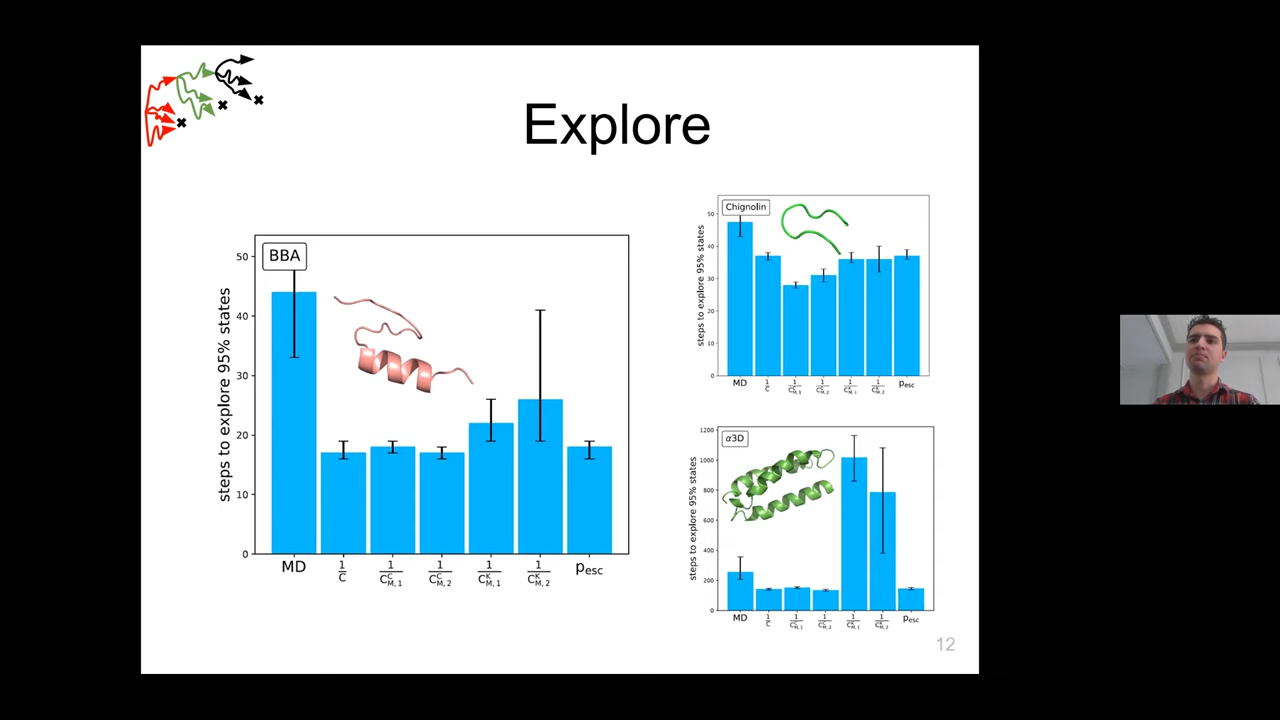 Explore
BBA
steps to explore 95% states
50
40
30
20
10
0
MD 1/C 1/C^C_M,1 1/C^C_M,2 1/C^K_M,1 1/C^K_M,2 p_esc
Chignolin
steps to explore 95% states
50
40
30
20
10
0
MD 1/C p_esc
α3D
steps to explore 95% states
1200
1000
800
600
400
200
0
MD 1/C p_esc
12